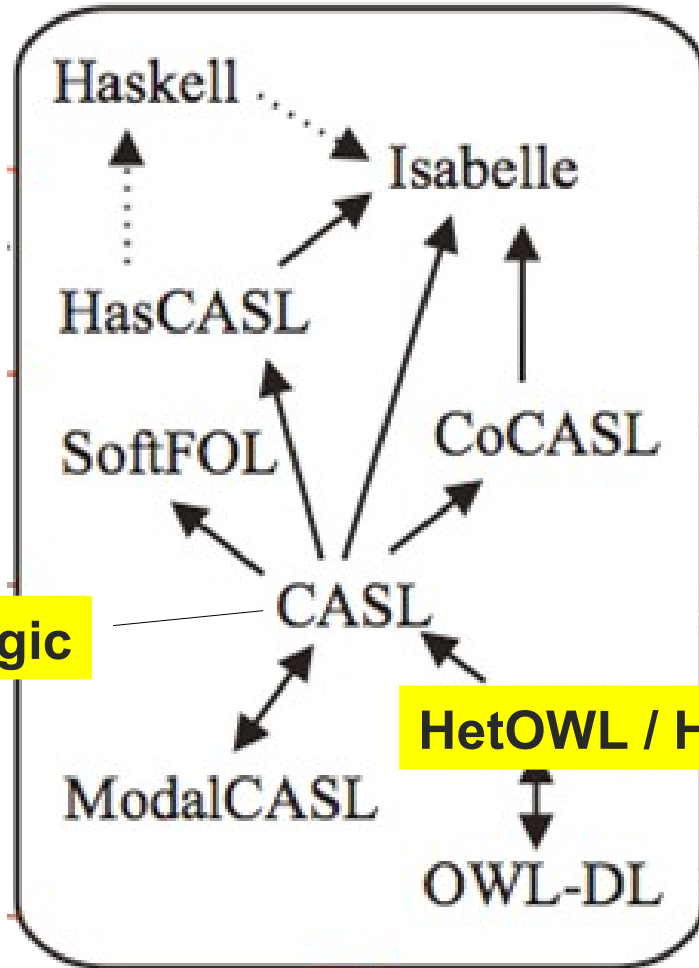 Haskell
Isabelle
HasCASL
SoftFOL
CoCASL
CASL
gic
HetOWL / H
ModalCASL
OWL-DL